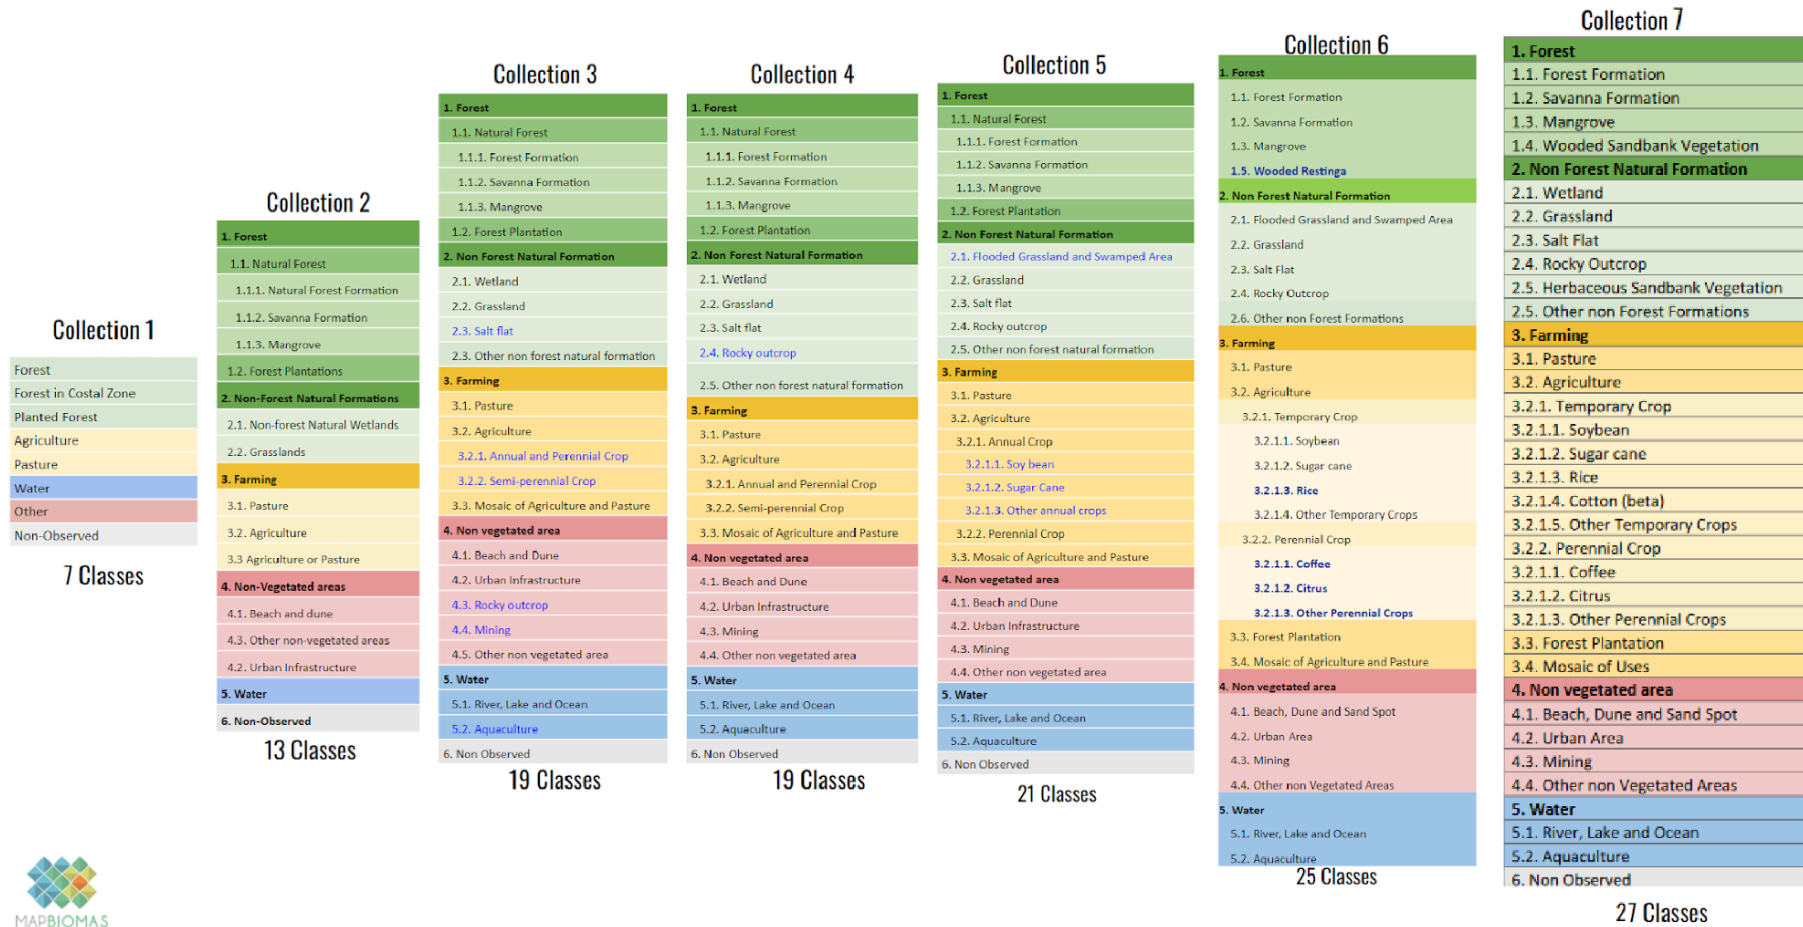 Collection 1
Forest
Forest in Costal Zone
Planted Forest
Agriculture
Pasture
Water
Other
Non-Observed
7 Classes
Collection 2
1. Forest
1.1. Natural Forest
1.1.1. Natural Forest Formation
1.1.2. Savanna Formation
1.1.3. Mangrove
1.2. Forest Plantations
2. Non-Forest Natural Formations
2.1. Non-forest Natural Wetlands
2.2. Grasslands
3. Farming
3.1. Pasture
3.2. Agriculture
3.3 Agriculture or Pasture
4. Non-Vegetated areas
4.1. Beach and dune
4.3. Other non-vegetated areas
4.2. Urban Infrastructure
5. Water
6. Non-Observed
13 Classes
Collection 3
1. Forest
1.1. Natural Forest
1.1.1. Forest Formation
1.1.2. Savanna Formation
1.1.3. Mangrove
1.2. Forest Plantation
2. Non Forest Natural Formation
2.1. Wetland
2.2. Grassland
2.3. Salt flat
2.3. Other non forest natural formation
3. Farming
3.1. Pasture
3.2. Agriculture
3.2.1. Annual and Perennial Crop
3.2.2. Semi-perennial Crop
3.3. Mosaic of Agriculture and Pasture
4. Non vegetated area
4.1. Beach and Dune
4.2. Urban Infrastructure
4.3. Rocky outcrop
4.4. Mining
4.5. Other non vegetated area
5. Water
5.1. River, Lake and Ocean
5.2. Aquaculture
6. Non Observed
19 Classes
Collection 4
1. Forest
1.1. Natural Forest
1.1.1. Forest Formation
1.1.2. Savanna Formation
1.1.3. Mangrove
1.2. Forest Plantation
2. Non Forest Natural Formation
2.1. Wetland
2.2. Grassland
2.3. Salt flat
2.4. Rocky outcrop
2.5. Other non forest natural formation
3. Farming
3.1. Pasture
3.2. Agriculture
3.2.1. Annual and Perennial Crop
3.2.2. Semi-perennial Crop
3.3. Mosaic of Agriculture and Pasture
4. Non vegetated area
4.1. Beach and Dune
4.2. Urban Infrastructure
4.3. Mining
4.4. Other non vegetated area
5. Water
5.1. River, Lake and Ocean
5.2. Aquaculture
6. Non Observed
19 Classes
Collection 5
1. Forest
1.1. Natural Forest
1.1.1. Forest Formation
1.1.2. Savanna Formation
1.1.3. Mangrove
1.2. Forest Plantation
2. Non Forest Natural Formation
2.1. Flooded Grassland and Swamped Area
2.2. Grassland
2.3. Salt flat
2.4. Rocky outcrop
2.5. Other non forest natural formation
3. Farming
3.1. Pasture
3.2. Agriculture
3.2.1. Annual Crop
3.2.1.1. Soy bean
3.2.1.2. Sugar Cane
3.2.1.3. Other annual crops
3.2.2. Perennial Crop
3.3. Mosaic of Agriculture and Pasture
4. Non vegetated area
4.1. Beach and Dune
4.2. Urban Infrastructure
4.3. Mining
4.4. Other non vegetated area
5. Water
5.1. River, Lake and Ocean
5.2. Aquaculture
6. Non Observed
21 Classes
Collection 6
1. Forest
1.1. Forest Formation
1.2. Savanna Formation
1.3. Mangrove
1.5. Wooded Restinga
2. Non Forest Natural Formation
2.1. Flooded Grassland and Swamped Area
2.2. Grassland
2.3. Salt Flat
2.4. Rocky Outcrop
2.6. Other non Forest Formations
3. Farming
3.1. Pasture
3.2. Agriculture
3.2.1. Temporary Crop
3.2.1.1. Soybean
3.2.1.2. Sugar cane
3.2.1.3. Rice
3.2.1.4. Other Temporary Crops
3.2.2. Perennial Crop
3.2.1.1. Coffee
3.2.1.2. Citrus
3.2.1.3. Other Perennial Crops
3.3. Forest Plantation
3.4. Mosaic of Agriculture and Pasture
4. Non vegetated area
4.1. Beach, Dune and Sand Spot
4.2. Urban Area
4.3. Mining
4.4. Other non Vegetated Areas
5. Water
5.1. River, Lake and Ocean
5.2. Aquaculture
25 Classes
Collection 7
1. Forest
1.1. Forest Formation
1.2. Savanna Formation
1.3. Mangrove
1.4. Wooded Sandbank Vegetation
2. Non Forest Natural Formation
2.1. Wetland
2.2. Grassland
2.3. Salt Flat
2.4. Rocky Outcrop
2.5. Herbaceous Sandbank Vegetation
2.5. Other non Forest Formations
3. Farming
3.1. Pasture
3.2. Agriculture
3.2.1. Temporary Crop
3.2.1.1. Soybean
3.2.1.2. Sugar cane
3.2.1.3. Rice
3.2.1.4. Cotton (beta)
3.2.1.5. Other Temporary Crops
3.2.2. Perennial Crop
3.2.1.1. Coffee
3.2.1.2. Citrus
3.2.1.3. Other Perennial Crops
3.3. Forest Plantation
3.4. Mosaic of Uses
4. Non vegetated area
4.1. Beach, Dune and Sand Spot
4.2. Urban Area
4.3. Mining
4.4. Other non Vegetated Areas
5. Water
5.1. River, Lake and Ocean
5.2. Aquaculture
6. Non Observed
27 Classes
MAPBIOMAS